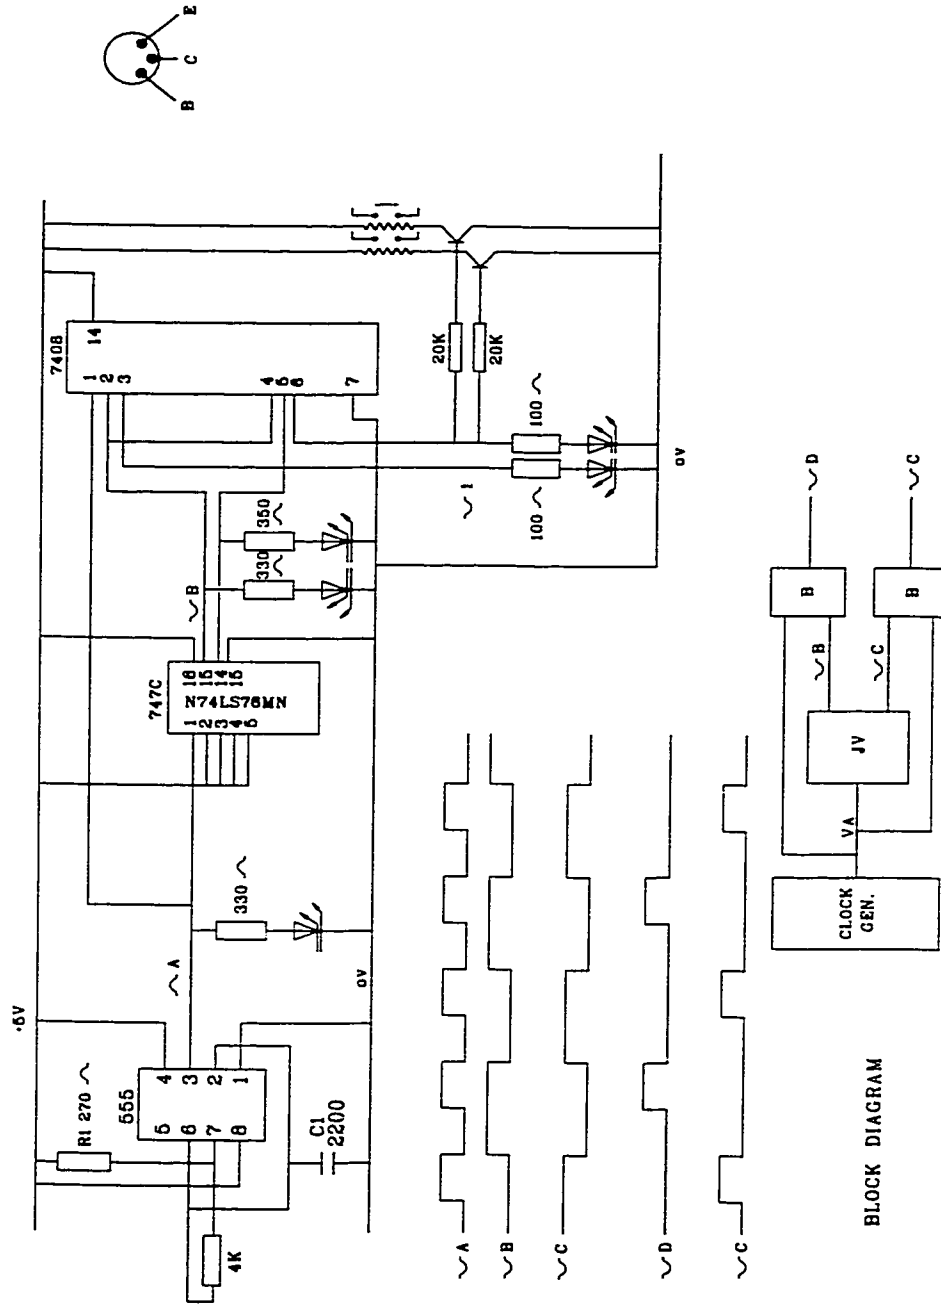 +5V
R1 270 ~
555
5
6
7
8
4
3
2
1
4K
C1
2200
~ A
330 ~
0V
747C
N74LS76MN
1
2
3
4
5
16
15
14
15
~ B
330 ~
350 ~
7408
1
2
3
14
4
5
6
7
20K
20K
100 ~
100 ~
~ 1
0V
B
C
E
~ A
~ B
~ C
~ D
~ C
BLOCK DIAGRAM
CLOCK
GEN.
VA
JV
~ B
~ C
B
B
~ D
~ C